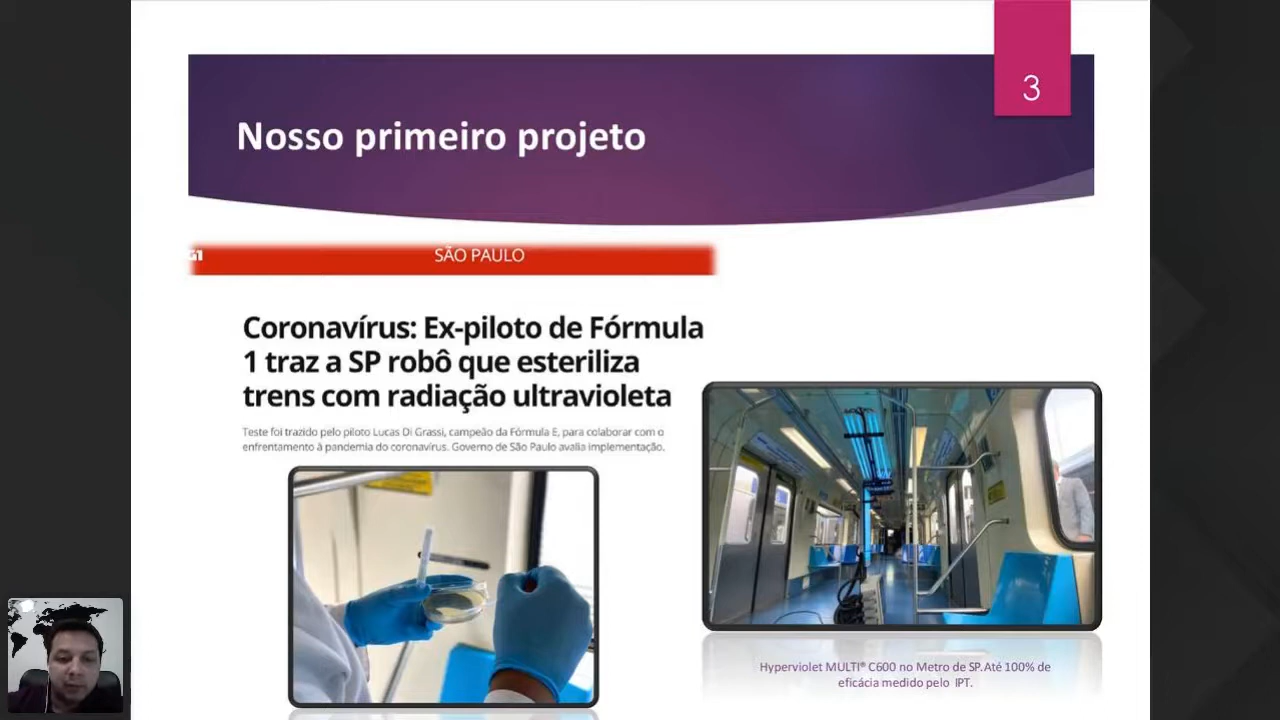 3
Nosso primeiro projeto
G1
SÃO PAULO
Coronavírus: Ex-piloto de Fórmula
1 traz a SP robô que esteriliza
trens com radiação ultravioleta
Teste foi trazido pelo piloto Lucas Di Grassi, campeão da Fórmula E, para colaborar com o
enfrentamento à pandemia do coronavírus. Governo de São Paulo avalia implementação.
Hyperviolet MULTI® C600 no Metro de SP.Até 100% de
eficácia medido pelo IPT.